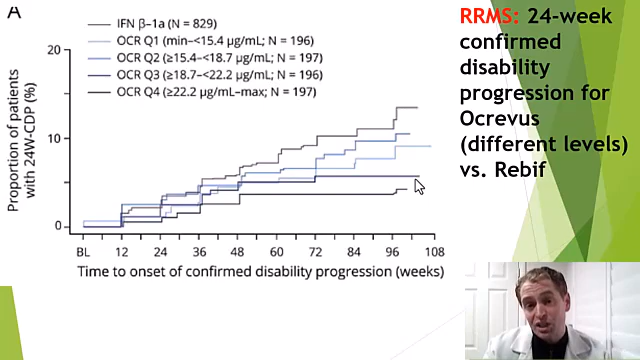 A
IFN β–1a (N = 829)
OCR Q1 (min–<15.4 µg/mL; N = 196)
OCR Q2 (≥15.4–<18.7 µg/mL; N = 197)
OCR Q3 (≥18.7–<22.2 µg/mL; N = 196)
OCR Q4 (≥22.2 µg/mL–max; N = 197)
Proportion of patients
with 24W-CDP (%)
20
10
0
BL 12 24 36 48 60 72 84 96 108
Time to onset of confirmed disability progression (weeks)
RRMS: 24-week
confirmed
disability
progression for
Ocrevus
(different levels)
vs. Rebif